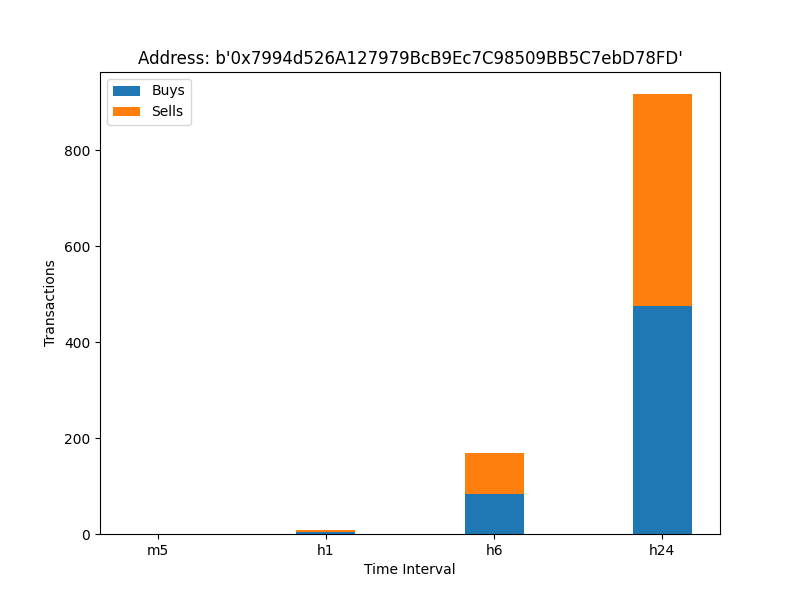 Address: b'0x7994d526A127979BcB9Ec7C98509BB5C7ebD78FD'
Buys
Sells
800
600
400
200
0
Transactions
m5 h1 h6 h24
Time Interval